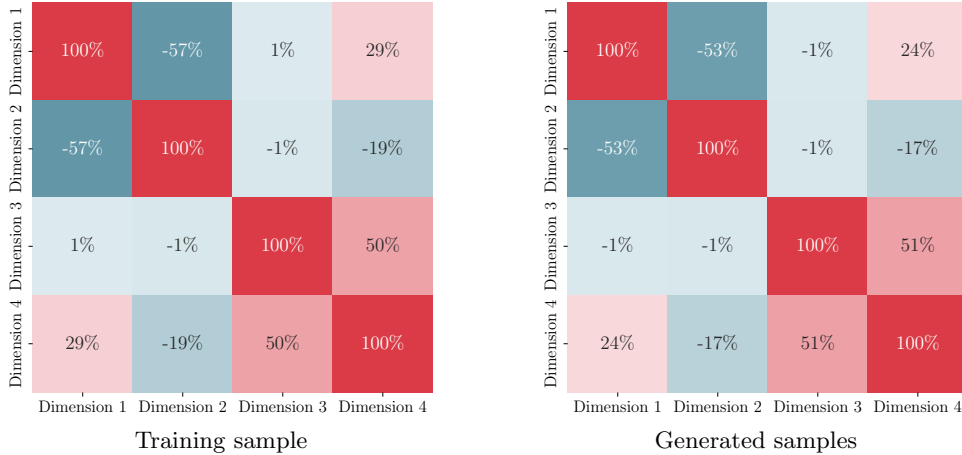 Dimension 1 100% -57% 1% 29%
Dimension 2 -57% 100% -1% -19%
Dimension 3 1% -1% 100% 50%
Dimension 4 29% -19% 50% 100%
Dimension 1 Dimension 2 Dimension 3 Dimension 4
Training sample
Dimension 1 100% -53% -1% 24%
Dimension 2 -53% 100% -1% -17%
Dimension 3 -1% -1% 100% 51%
Dimension 4 24% -17% 51% 100%
Dimension 1 Dimension 2 Dimension 3 Dimension 4
Generated samples